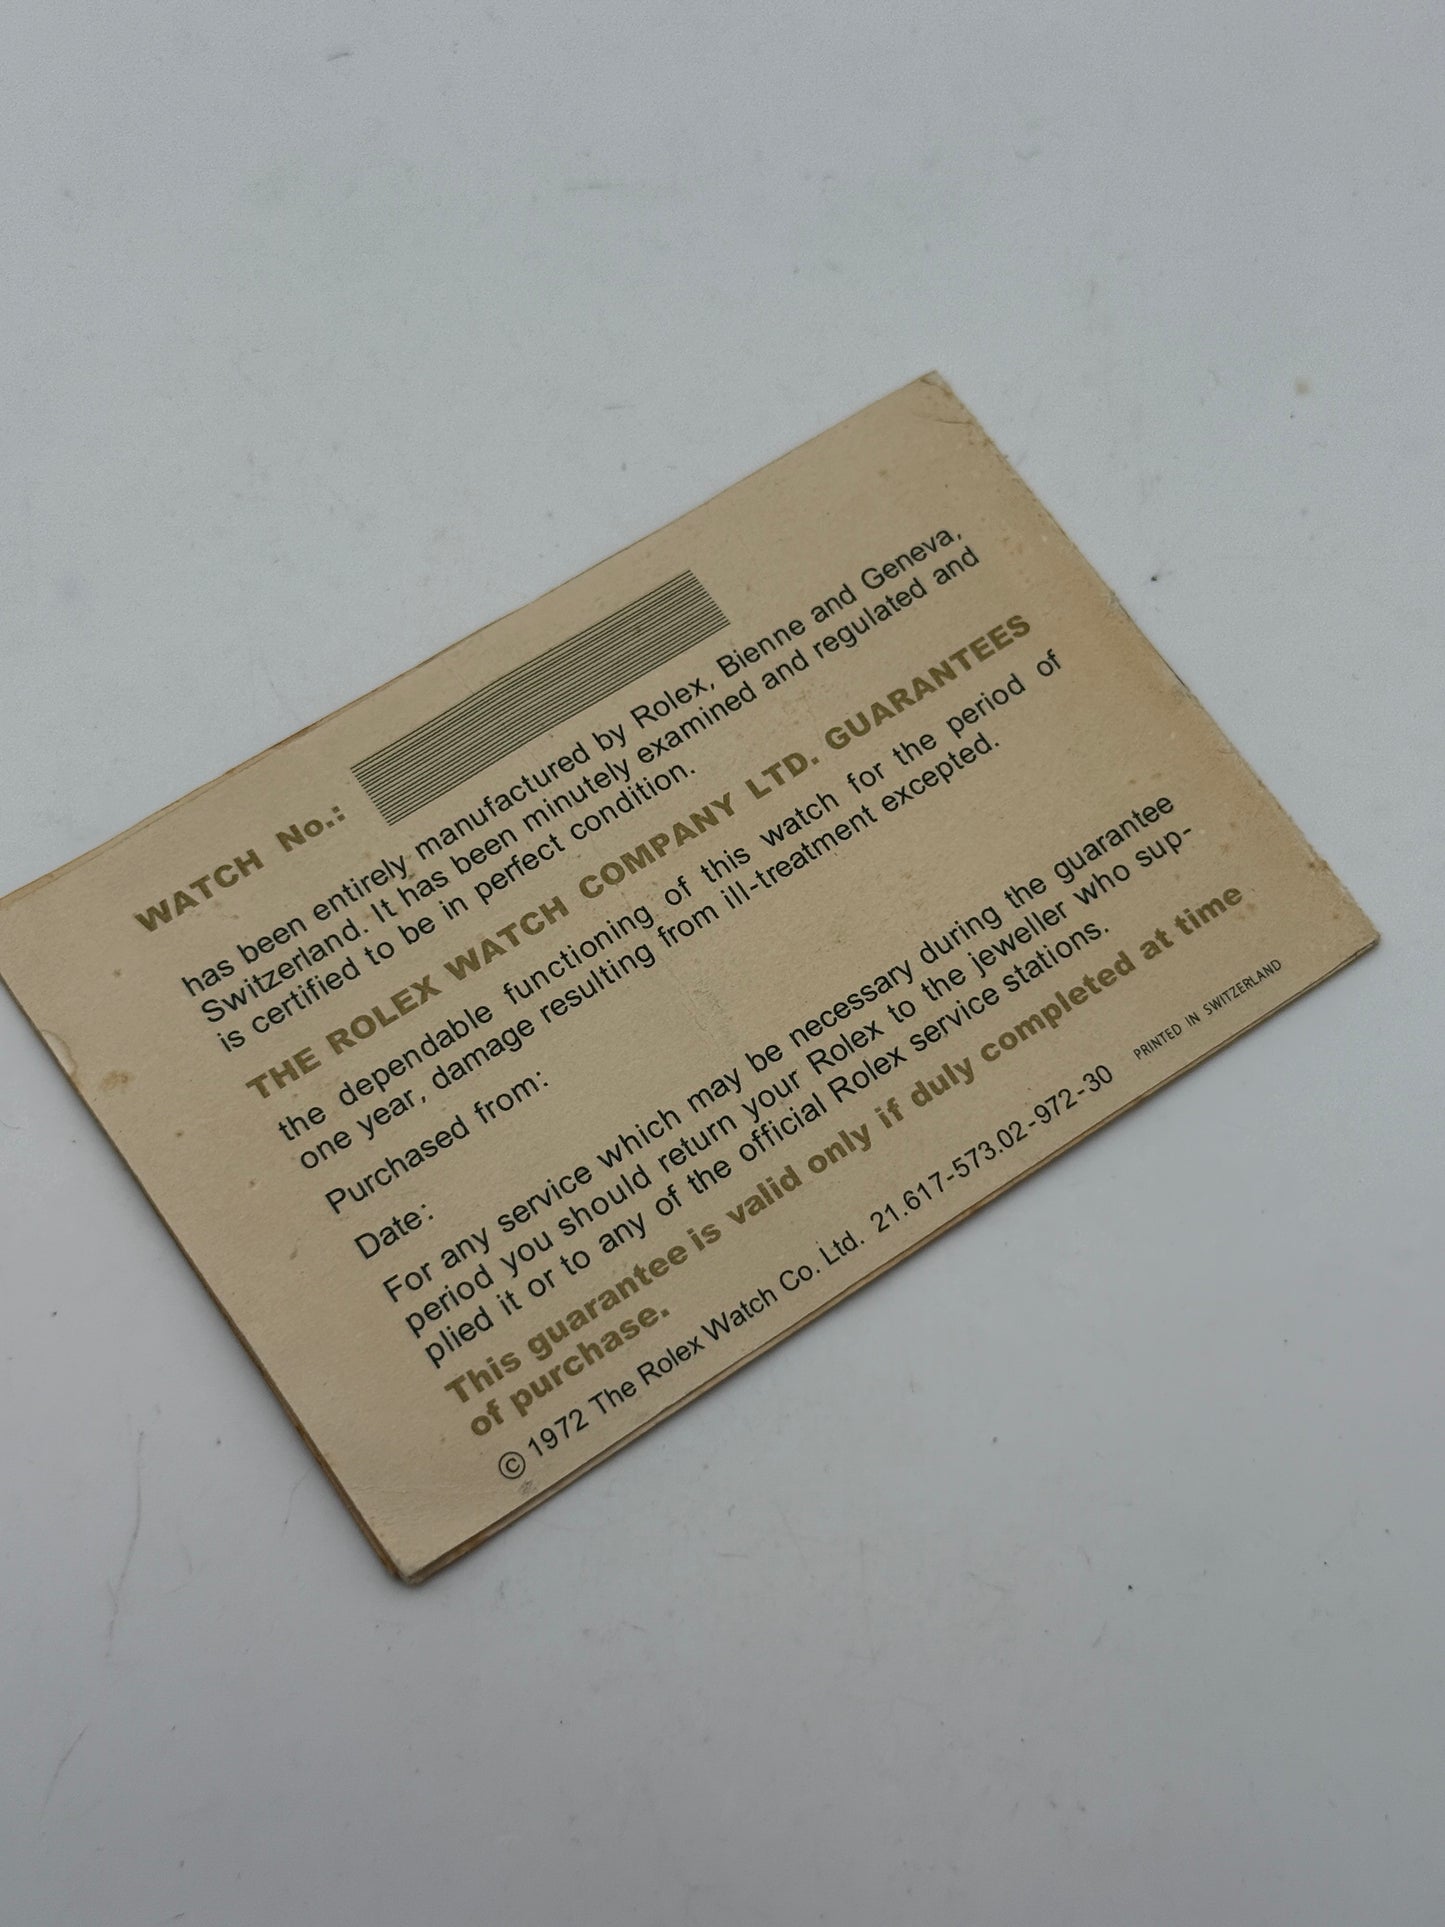 WATCH No.:
has been entirely manufactured by Rolex, Bienne and Geneva,
Switzerland. It has been minutely examined and regulated and
is certified to be in perfect condition.
THE ROLEX WATCH COMPANY LTD. GUARANTEES
the dependable functioning of this watch for the period of
one year, damage resulting from ill-treatment excepted.
Purchased from:
Date:
For any service which may be necessary during the guarantee
period you should return your Rolex to the jeweller who sup-
plied it or to any of the official Rolex service stations.
This guarantee is valid only if duly completed at time
of purchase.
© 1972 The Rolex Watch Co. Ltd. 21.617-573.02-972-30 PRINTED IN SWITZERLAND